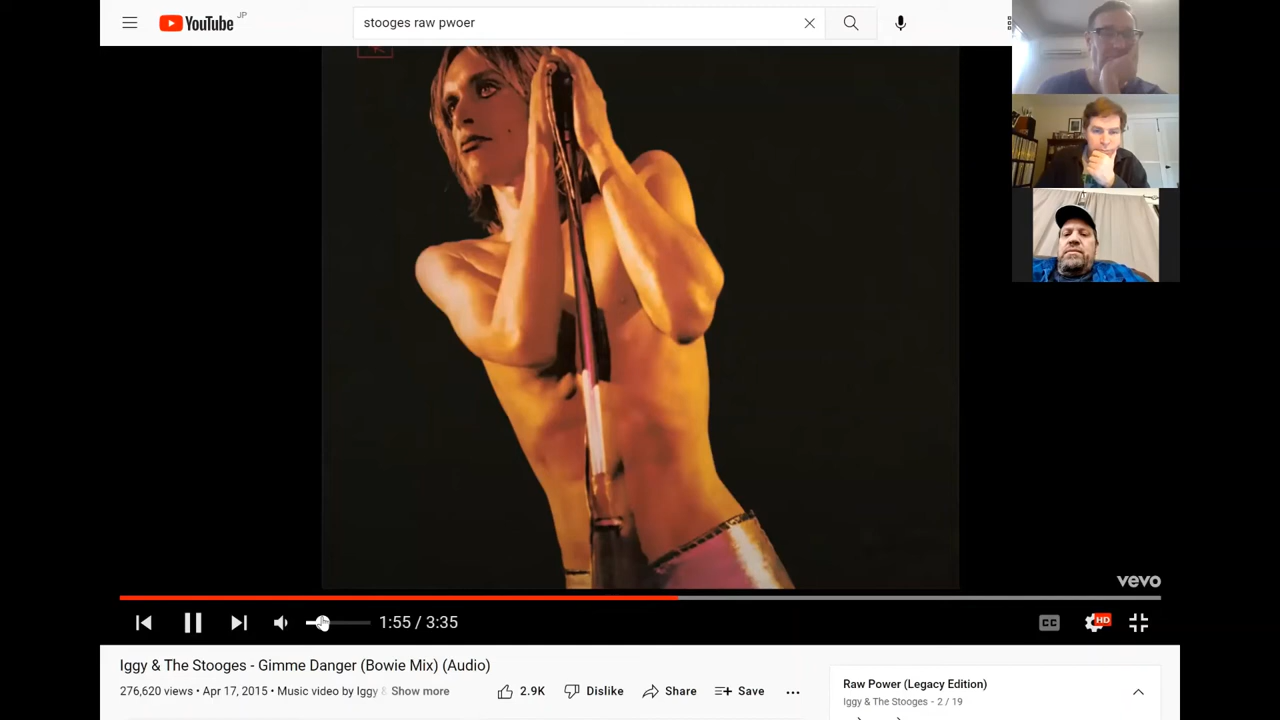 YouTube JP
stooges raw pwoer
vevo
1:55 / 3:35
CC
HD
Iggy & The Stooges - Gimme Danger (Bowie Mix) (Audio)
276,620 views • Apr 17, 2015 • Music video by Iggy & Show more
2.9K
Dislike
Share
Save
Raw Power (Legacy Edition)
Iggy & The Stooges - 2 / 19